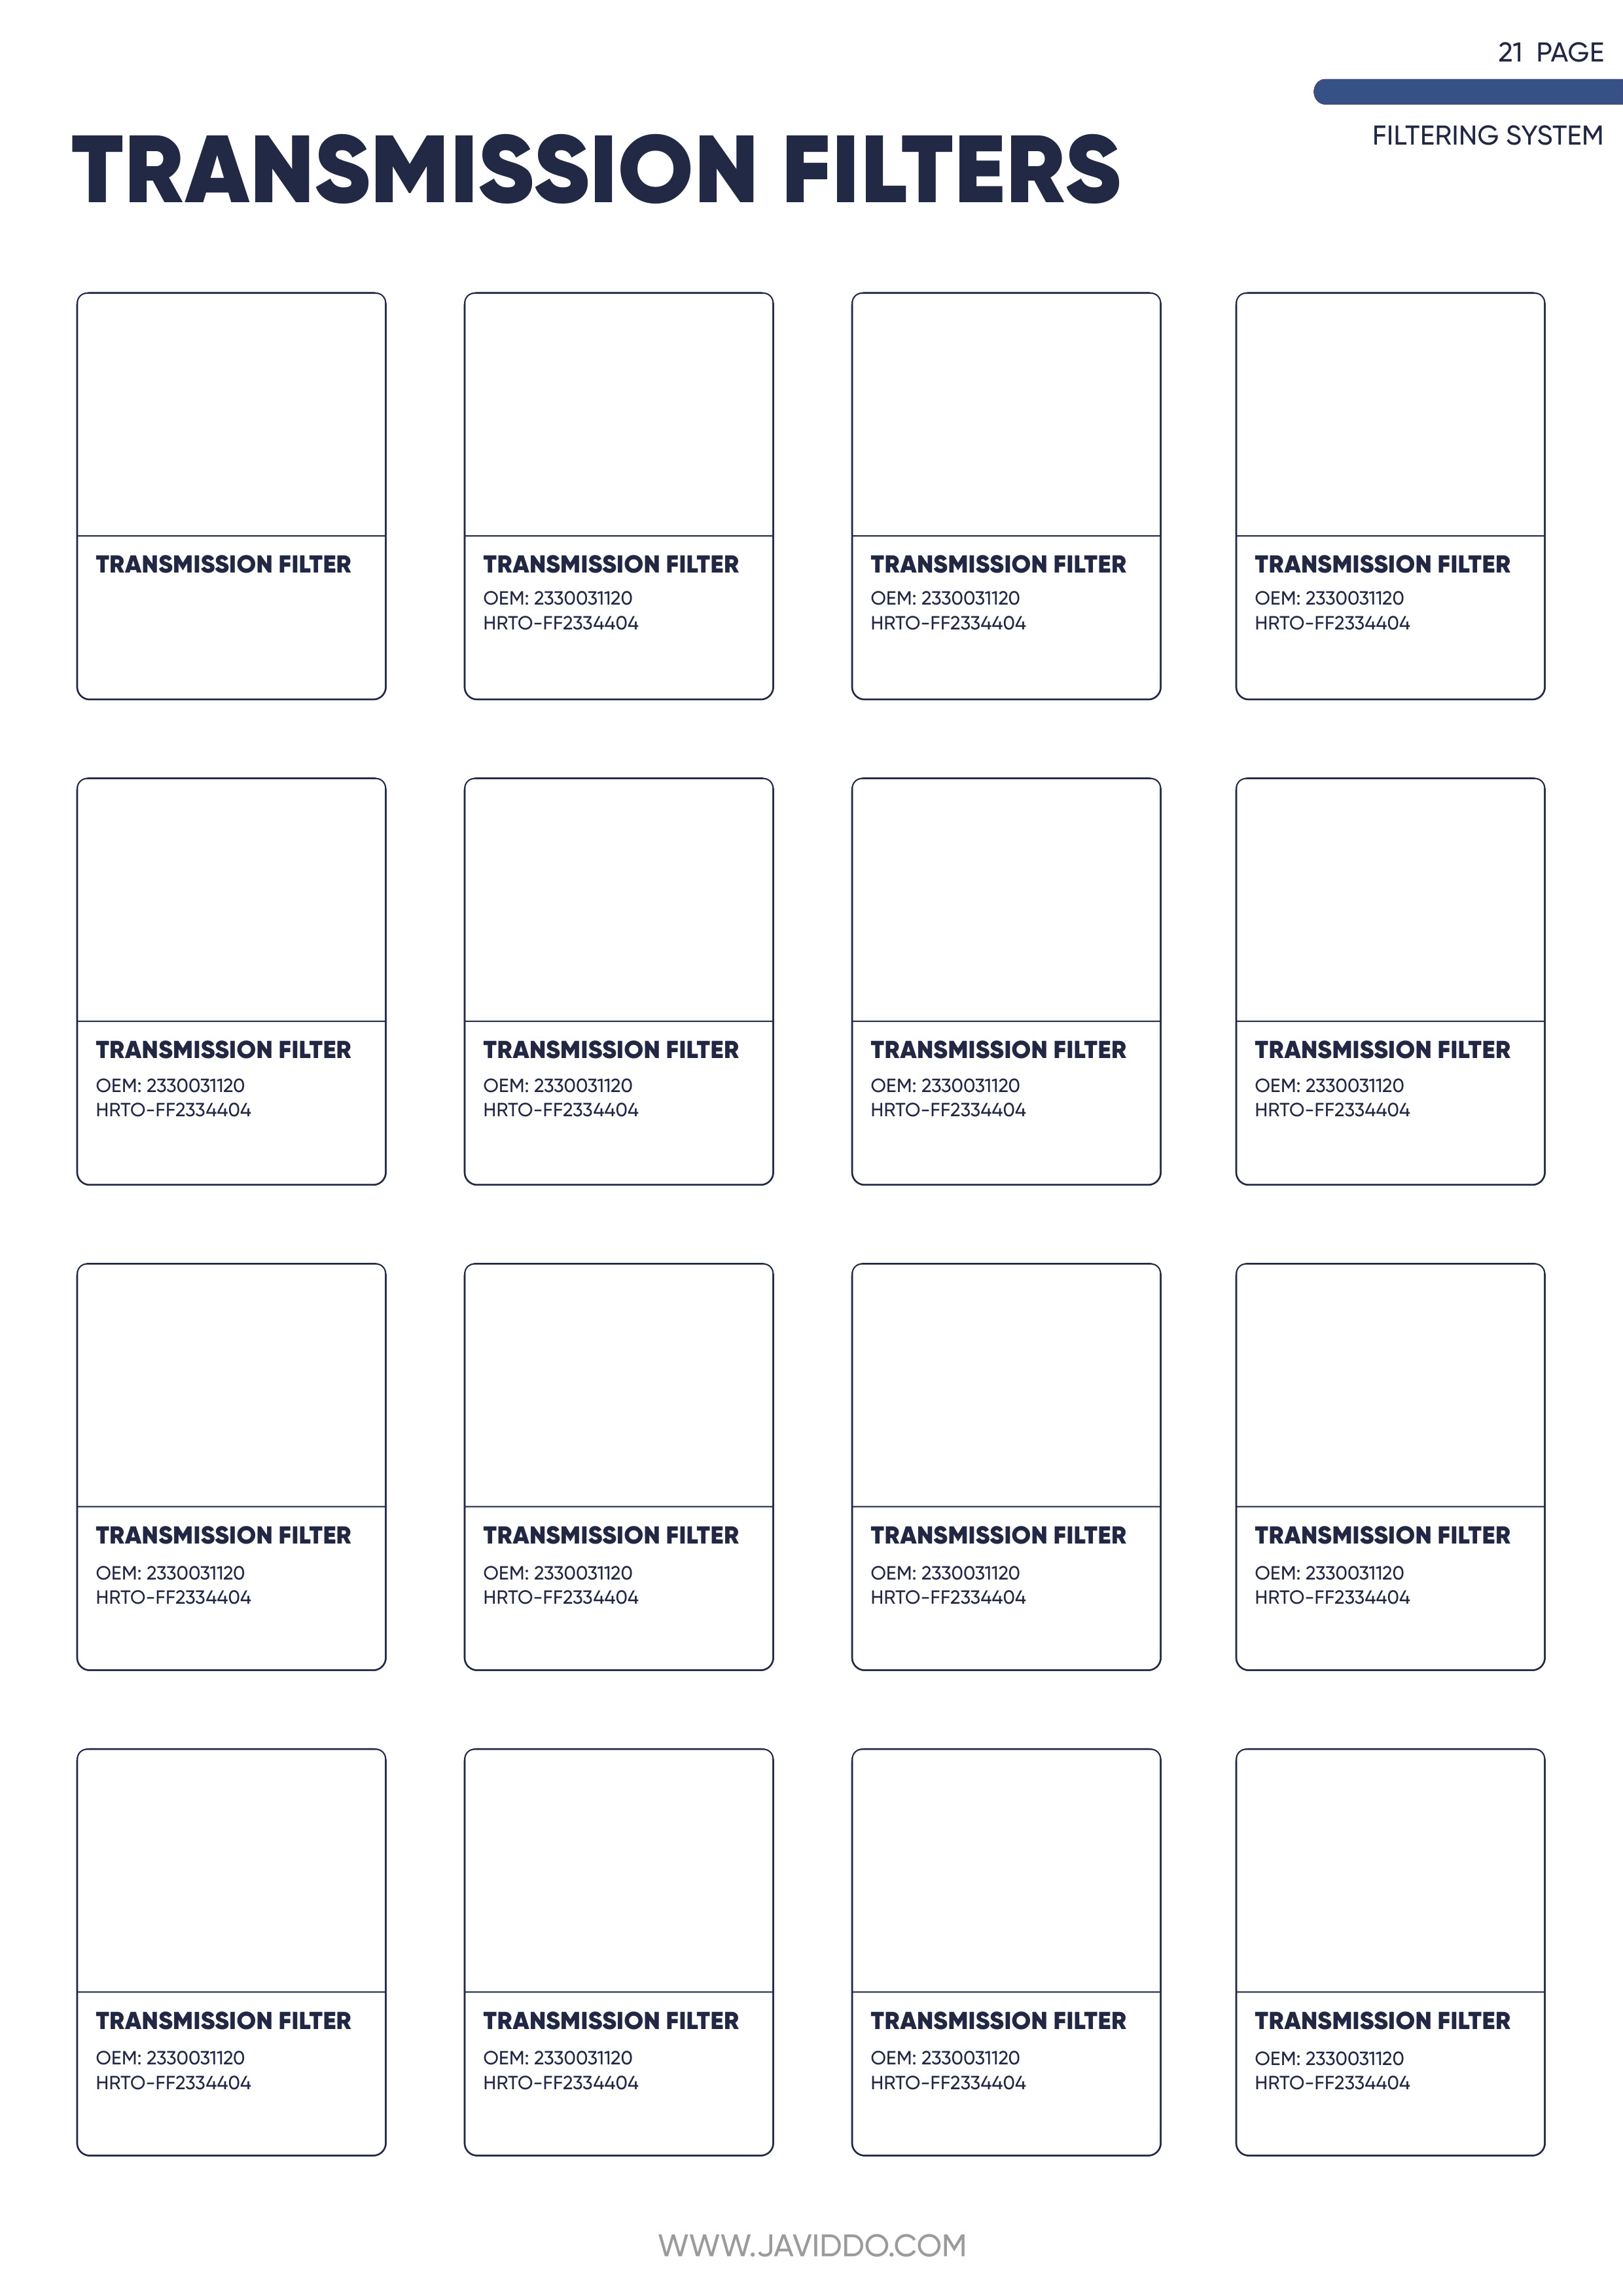 21 PAGE
FILTERING SYSTEM
TRANSMISSION FILTERS
TRANSMISSION FILTER
TRANSMISSION FILTER
OEM: 2330031120
HRTO-FF2334404
TRANSMISSION FILTER
OEM: 2330031120
HRTO-FF2334404
TRANSMISSION FILTER
OEM: 2330031120
HRTO-FF2334404
TRANSMISSION FILTER
OEM: 2330031120
HRTO-FF2334404
TRANSMISSION FILTER
OEM: 2330031120
HRTO-FF2334404
TRANSMISSION FILTER
OEM: 2330031120
HRTO-FF2334404
TRANSMISSION FILTER
OEM: 2330031120
HRTO-FF2334404
TRANSMISSION FILTER
OEM: 2330031120
HRTO-FF2334404
TRANSMISSION FILTER
OEM: 2330031120
HRTO-FF2334404
TRANSMISSION FILTER
OEM: 2330031120
HRTO-FF2334404
TRANSMISSION FILTER
OEM: 2330031120
HRTO-FF2334404
TRANSMISSION FILTER
OEM: 2330031120
HRTO-FF2334404
TRANSMISSION FILTER
OEM: 2330031120
HRTO-FF2334404
TRANSMISSION FILTER
OEM: 2330031120
HRTO-FF2334404
TRANSMISSION FILTER
OEM: 2330031120
HRTO-FF2334404
WWW.JAVIDDO.COM